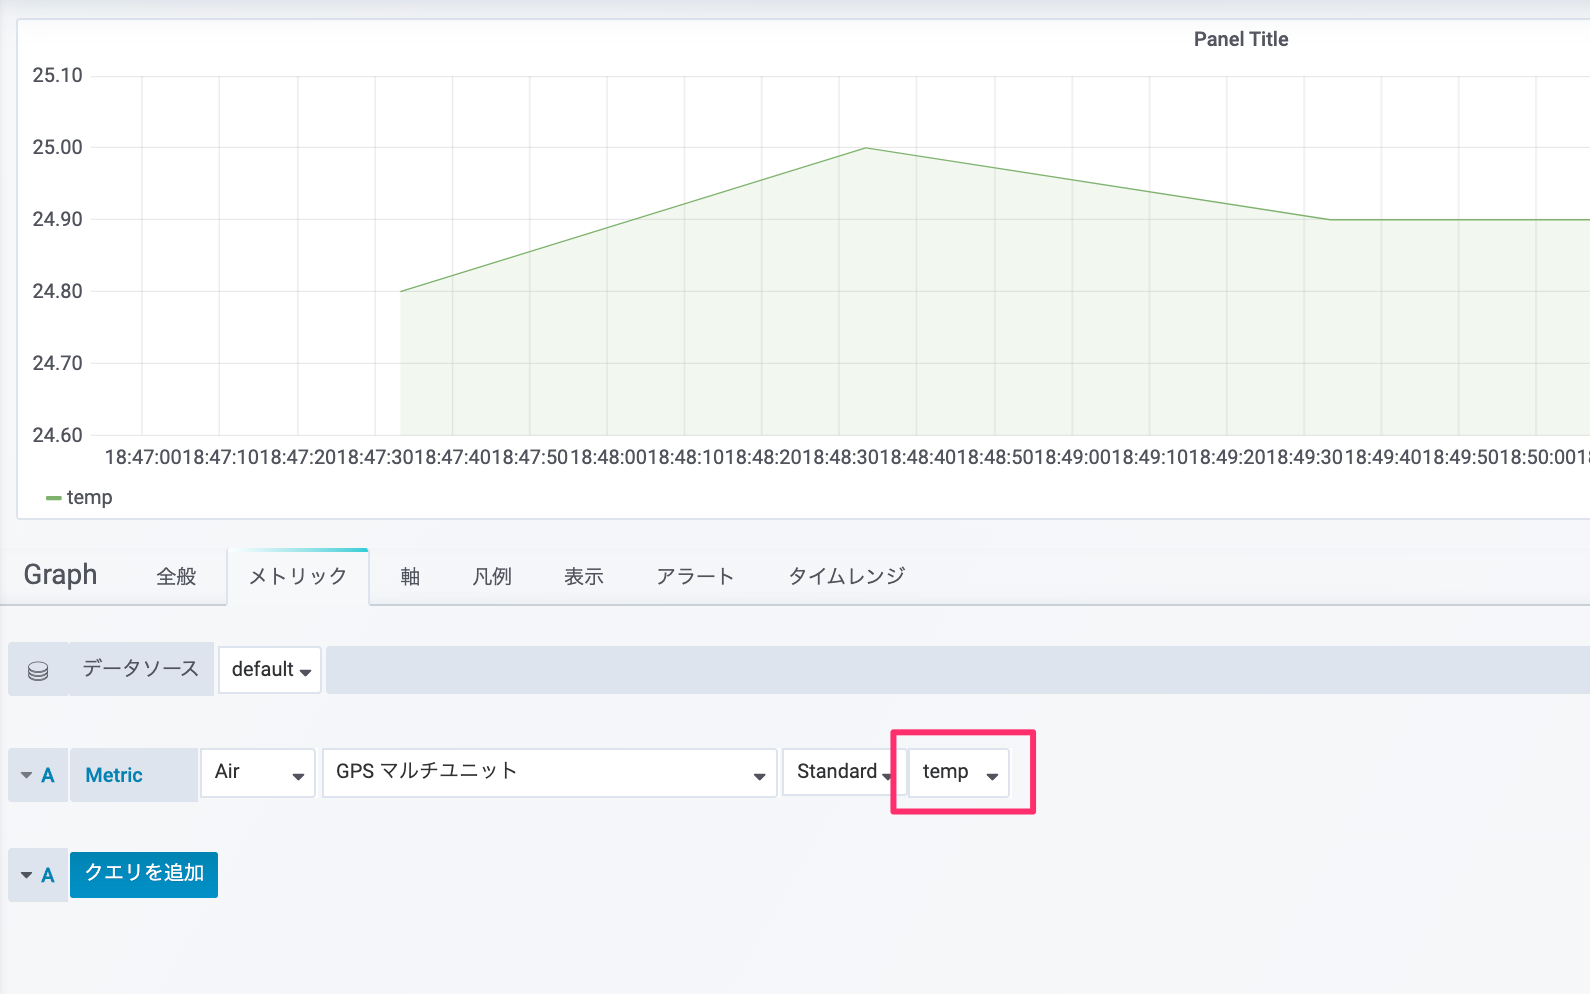 Panel Title
25.10
25.00
24.90
24.80
24.70
24.60
18:47:00 18:47:10 18:47:20 18:47:30 18:47:40 18:47:50 18:48:00 18:48:10 18:48:20 18:48:30 18:48:40 18:48:50 18:49:00 18:49:10 18:49:20 18:49:30 18:49:40 18:49:50 18:50:00
temp
Graph 全般 メトリック 軸 凡例 表示 アラート タイムレンジ
データソース default
A Metric Air GPS マルチユニット Standard temp
A クエリを追加